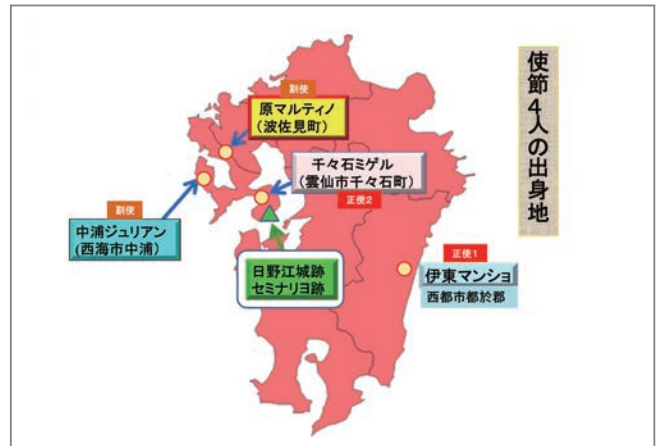 使節4人の出身地
副使
原マルティノ
(波佐見町)
千々石ミゲル
(雲仙市千々石町)
正使2
副使
中浦ジュリアン
(西海市中浦)
日野江城跡
セミナリヨ跡
正使1
伊東マンショ
西都市都於郡